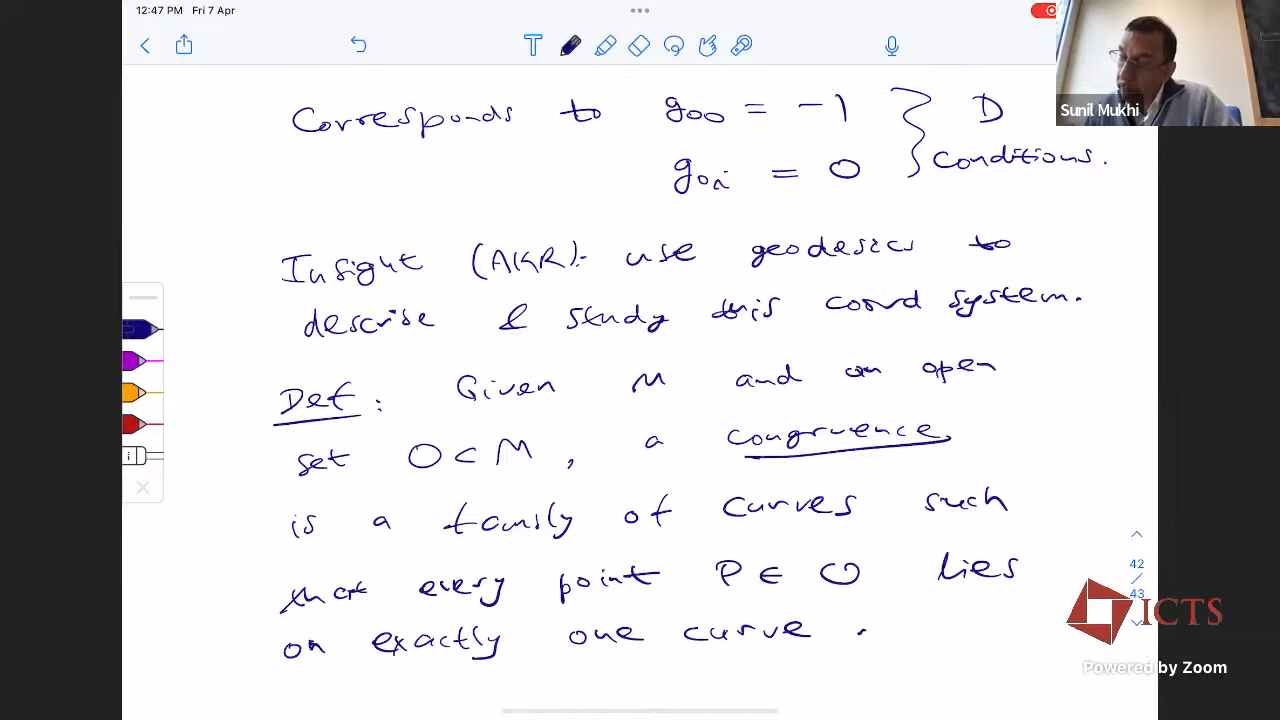 12:47 PM Fri 7 Apr
Sunil Mukhi
Corresponds to g00 = -1 } D
g0i = 0 conditions.
Insight (AKR): use geodesics to
describe & study this coord system.
Def: Given M and an open
set O ⊂ M, a congruence
is a family of curves such
that every point P ∈ O lies
on exactly one curve.
42
/
43
ICTS
Powered by Zoom